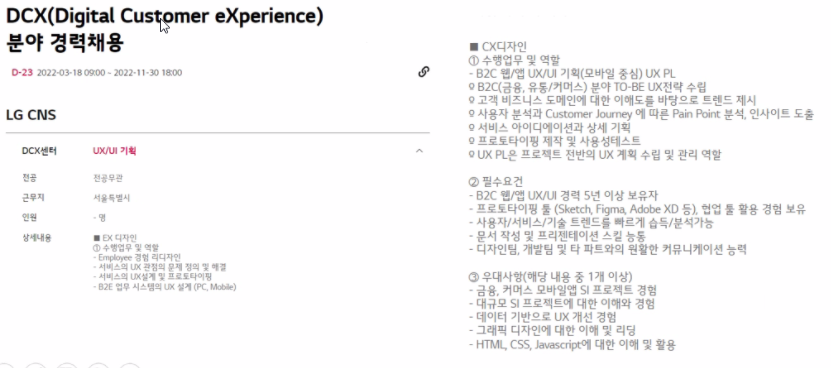 DCX(Digital Customer eXperience)
분야 경력채용
D-23 2022-03-18 09:00 ~ 2022-11-30 18:00
LG CNS
DCX센터 UX/UI 기획
전공 전공무관
근무지 서울특별시
인원 - 명
상세내용 ■ EX 디자인
① 수행업무 및 역할
- Employee 경험 리디자인
- 서비스의 UX 관점의 문제 정의 및 해결
- 서비스의 UX설계 및 프로토타이핑
- B2E 업무 시스템의 UX 설계 (PC, Mobile)
■ CX디자인
① 수행업무 및 역할
- B2C 웹/앱 UX/UI 기획(모바일 중심) UX PL
ο B2C(금융, 유통/커머스) 분야 TO-BE UX전략 수립
ο 고객 비즈니스 도메인에 대한 이해도를 바탕으로 트렌드 제시
ο 사용자 분석과 Customer Journey 에 따른 Pain Point 분석, 인사이트 도출
ο 서비스 아이디에이션과 상세 기획
ο 프로토타이핑 제작 및 사용성테스트
ο UX PL은 프로젝트 전반의 UX 계획 수립 및 관리 역할
② 필수요건
- B2C 웹/앱 UX/UI 경력 5년 이상 보유자
- 프로토타이핑 툴 (Sketch, Figma, Adobe XD 등), 협업 툴 활용 경험 보유
- 사용자/서비스/기술 트렌드를 빠르게 습득/분석가능
- 문서 작성 및 프리젠테이션 스킬 능통
- 디자인팀, 개발팀 및 타 파트와의 원활한 커뮤니케이션 능력
③ 우대사항(해당 내용 중 1개 이상)
- 금융, 커머스 모바일앱 SI 프로젝트 경험
- 대규모 SI 프로젝트에 대한 이해와 경험
- 데이터 기반으로 UX 개선 경험
- 그래픽 디자인에 대한 이해 및 리딩
- HTML, CSS, Javascript에 대한 이해 및 활용